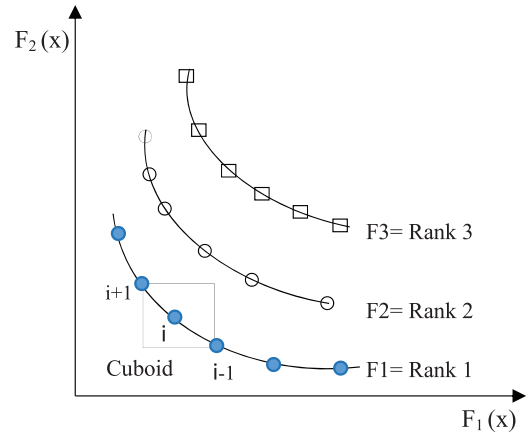 F₂ (x)
F3= Rank 3
i+1
F2= Rank 2
i
Cuboid
i-1
F1= Rank 1
F₁ (x)